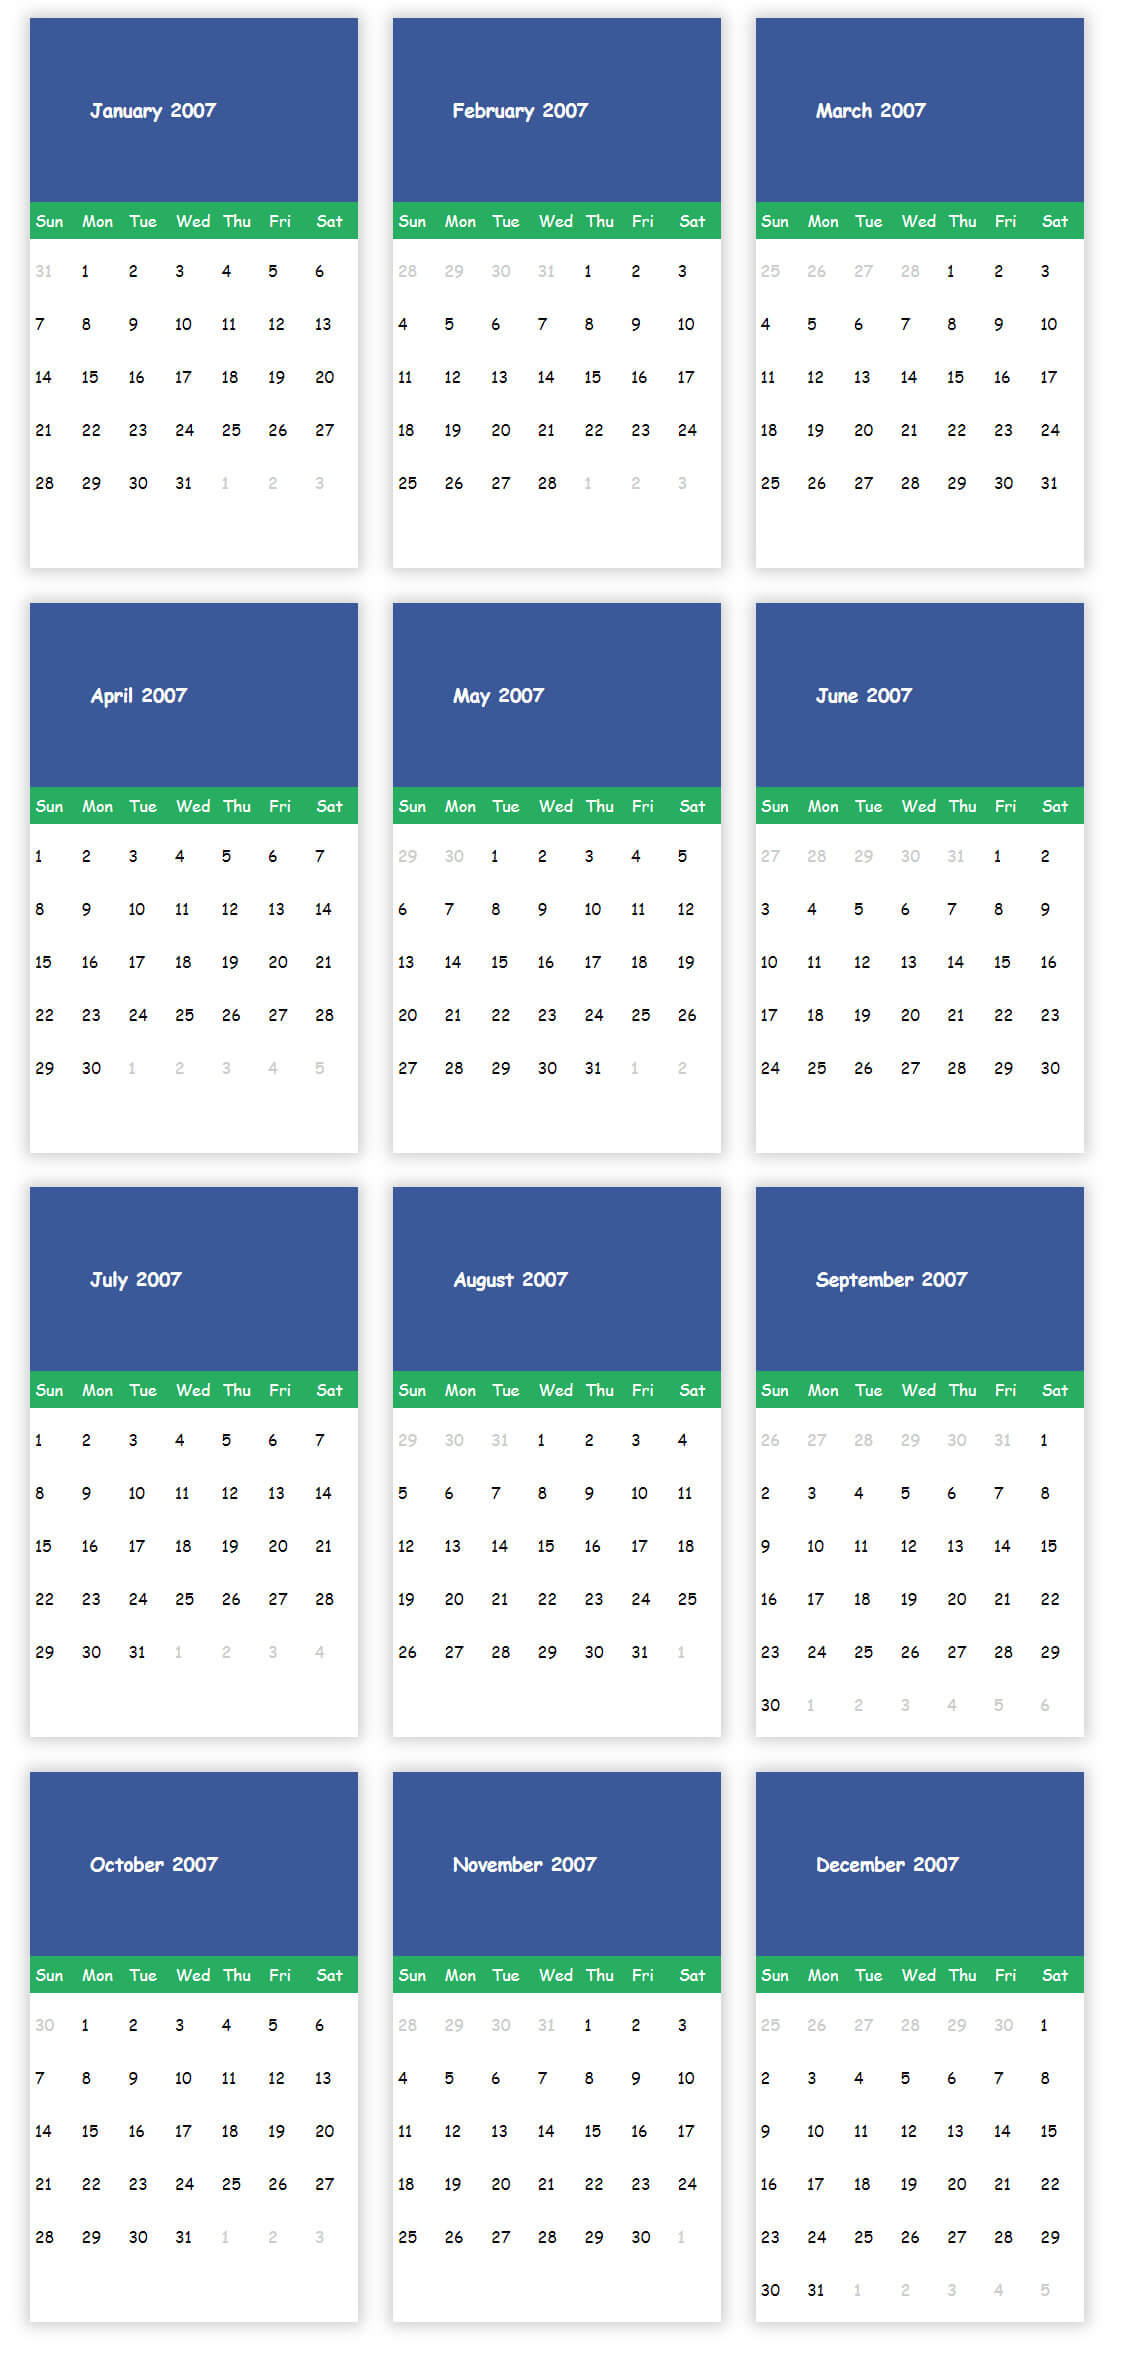 January 2007
Sun Mon Tue Wed Thu Fri Sat
31 1 2 3 4 5 6
7 8 9 10 11 12 13
14 15 16 17 18 19 20
21 22 23 24 25 26 27
28 29 30 31 1 2 3
February 2007
Sun Mon Tue Wed Thu Fri Sat
28 29 30 31 1 2 3
4 5 6 7 8 9 10
11 12 13 14 15 16 17
18 19 20 21 22 23 24
25 26 27 28 1 2 3
March 2007
Sun Mon Tue Wed Thu Fri Sat
25 26 27 28 1 2 3
4 5 6 7 8 9 10
11 12 13 14 15 16 17
18 19 20 21 22 23 24
25 26 27 28 29 30 31
April 2007
Sun Mon Tue Wed Thu Fri Sat
1 2 3 4 5 6 7
8 9 10 11 12 13 14
15 16 17 18 19 20 21
22 23 24 25 26 27 28
29 30 1 2 3 4 5
May 2007
Sun Mon Tue Wed Thu Fri Sat
29 30 1 2 3 4 5
6 7 8 9 10 11 12
13 14 15 16 17 18 19
20 21 22 23 24 25 26
27 28 29 30 31 1 2
June 2007
Sun Mon Tue Wed Thu Fri Sat
27 28 29 30 31 1 2
3 4 5 6 7 8 9
10 11 12 13 14 15 16
17 18 19 20 21 22 23
24 25 26 27 28 29 30
July 2007
Sun Mon Tue Wed Thu Fri Sat
1 2 3 4 5 6 7
8 9 10 11 12 13 14
15 16 17 18 19 20 21
22 23 24 25 26 27 28
29 30 31 1 2 3 4
August 2007
Sun Mon Tue Wed Thu Fri Sat
29 30 31 1 2 3 4
5 6 7 8 9 10 11
12 13 14 15 16 17 18
19 20 21 22 23 24 25
26 27 28 29 30 31 1
September 2007
Sun Mon Tue Wed Thu Fri Sat
26 27 28 29 30 31 1
2 3 4 5 6 7 8
9 10 11 12 13 14 15
16 17 18 19 20 21 22
23 24 25 26 27 28 29
30 1 2 3 4 5 6
October 2007
Sun Mon Tue Wed Thu Fri Sat
30 1 2 3 4 5 6
7 8 9 10 11 12 13
14 15 16 17 18 19 20
21 22 23 24 25 26 27
28 29 30 31 1 2 3
November 2007
Sun Mon Tue Wed Thu Fri Sat
28 29 30 31 1 2 3
4 5 6 7 8 9 10
11 12 13 14 15 16 17
18 19 20 21 22 23 24
25 26 27 28 29 30 1
December 2007
Sun Mon Tue Wed Thu Fri Sat
25 26 27 28 29 30 1
2 3 4 5 6 7 8
9 10 11 12 13 14 15
16 17 18 19 20 21 22
23 24 25 26 27 28 29
30 31 1 2 3 4 5